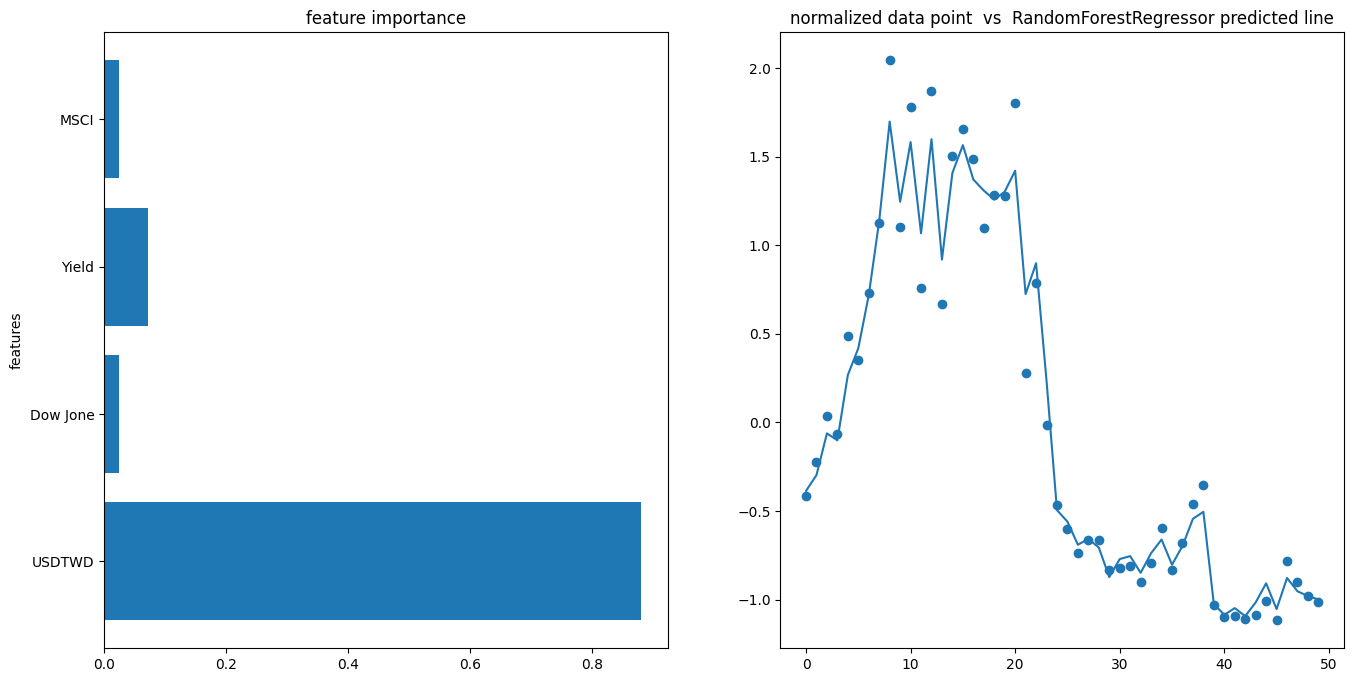 feature importance
features
MSCI
Yield
Dow Jone
USDTWD
0.0 0.2 0.4 0.6 0.8
normalized data point  vs  RandomForestRegressor predicted line
2.0
1.5
1.0
0.5
0.0
−0.5
−1.0
0 10 20 30 40 50